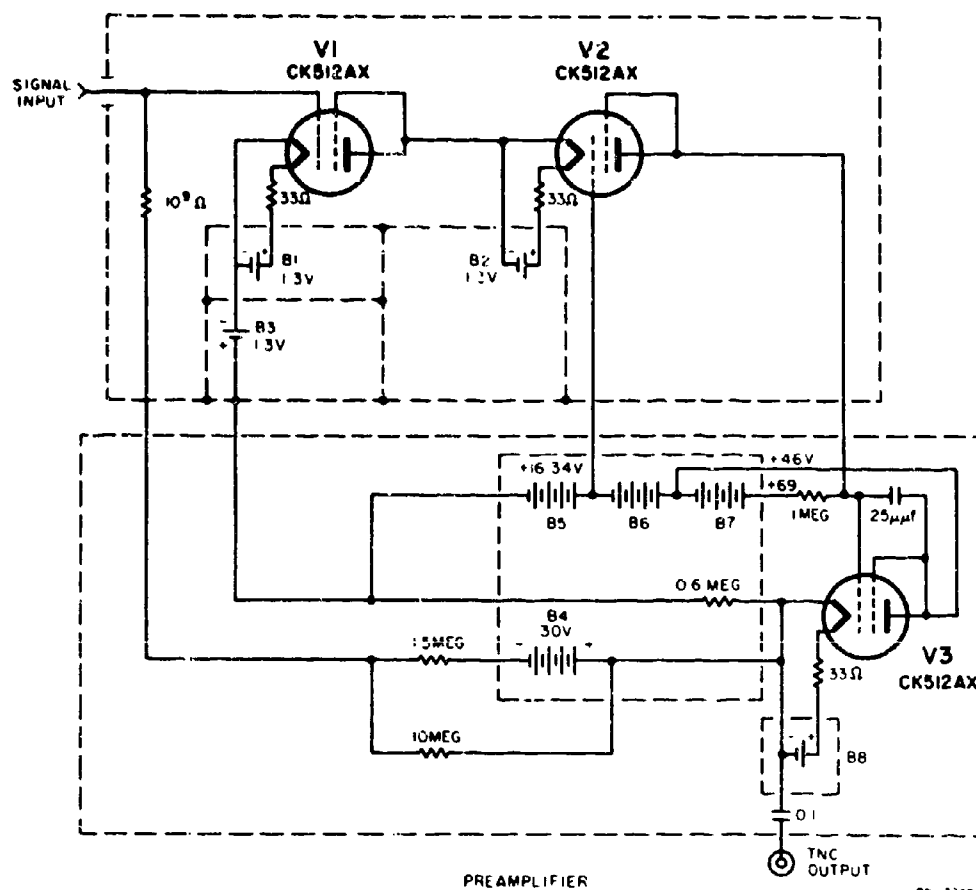 V1
CK512AX
V2
CK512AX
SIGNAL
INPUT
10⁹ Ω
33Ω
33Ω
- +
B1
1.3V
B2
1.3V
- +
-
+
B3
1.3V
+16.34V
+46V
+69
B5
B6
B7
1MEG
25μμf
0.6 MEG
B4
30V
- +
1.5MEG
10MEG
33Ω
V3
CK512AX
- +
B8
0.1
TNC
OUTPUT
PREAMPLIFIER